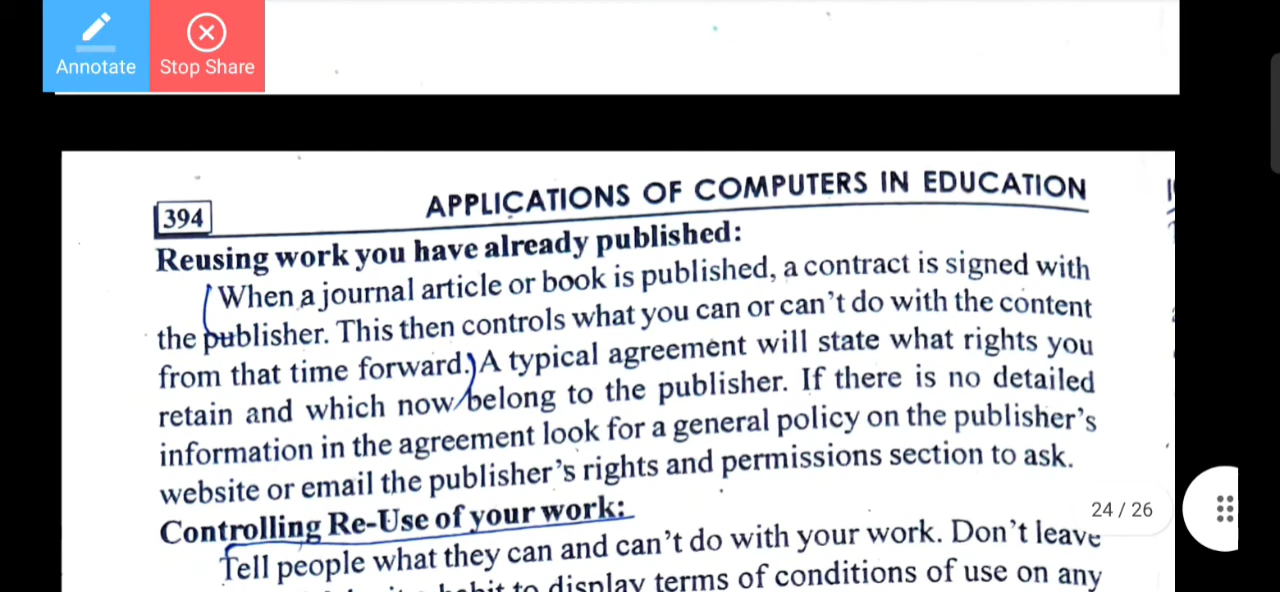 Annotate
Stop Share
394
APPLICATIONS OF COMPUTERS IN EDUCATION
Reusing work you have already published:
When a journal article or book is published, a contract is signed with
the publisher. This then controls what you can or can't do with the content
from that time forward. A typical agreement will state what rights you
retain and which now belong to the publisher. If there is no detailed
information in the agreement look for a general policy on the publisher's
website or email the publisher's rights and permissions section to ask.
24 / 26
Controlling Re-Use of your work:
Tell people what they can and can't do with your work. Don't leave
to display terms of conditions of use on any